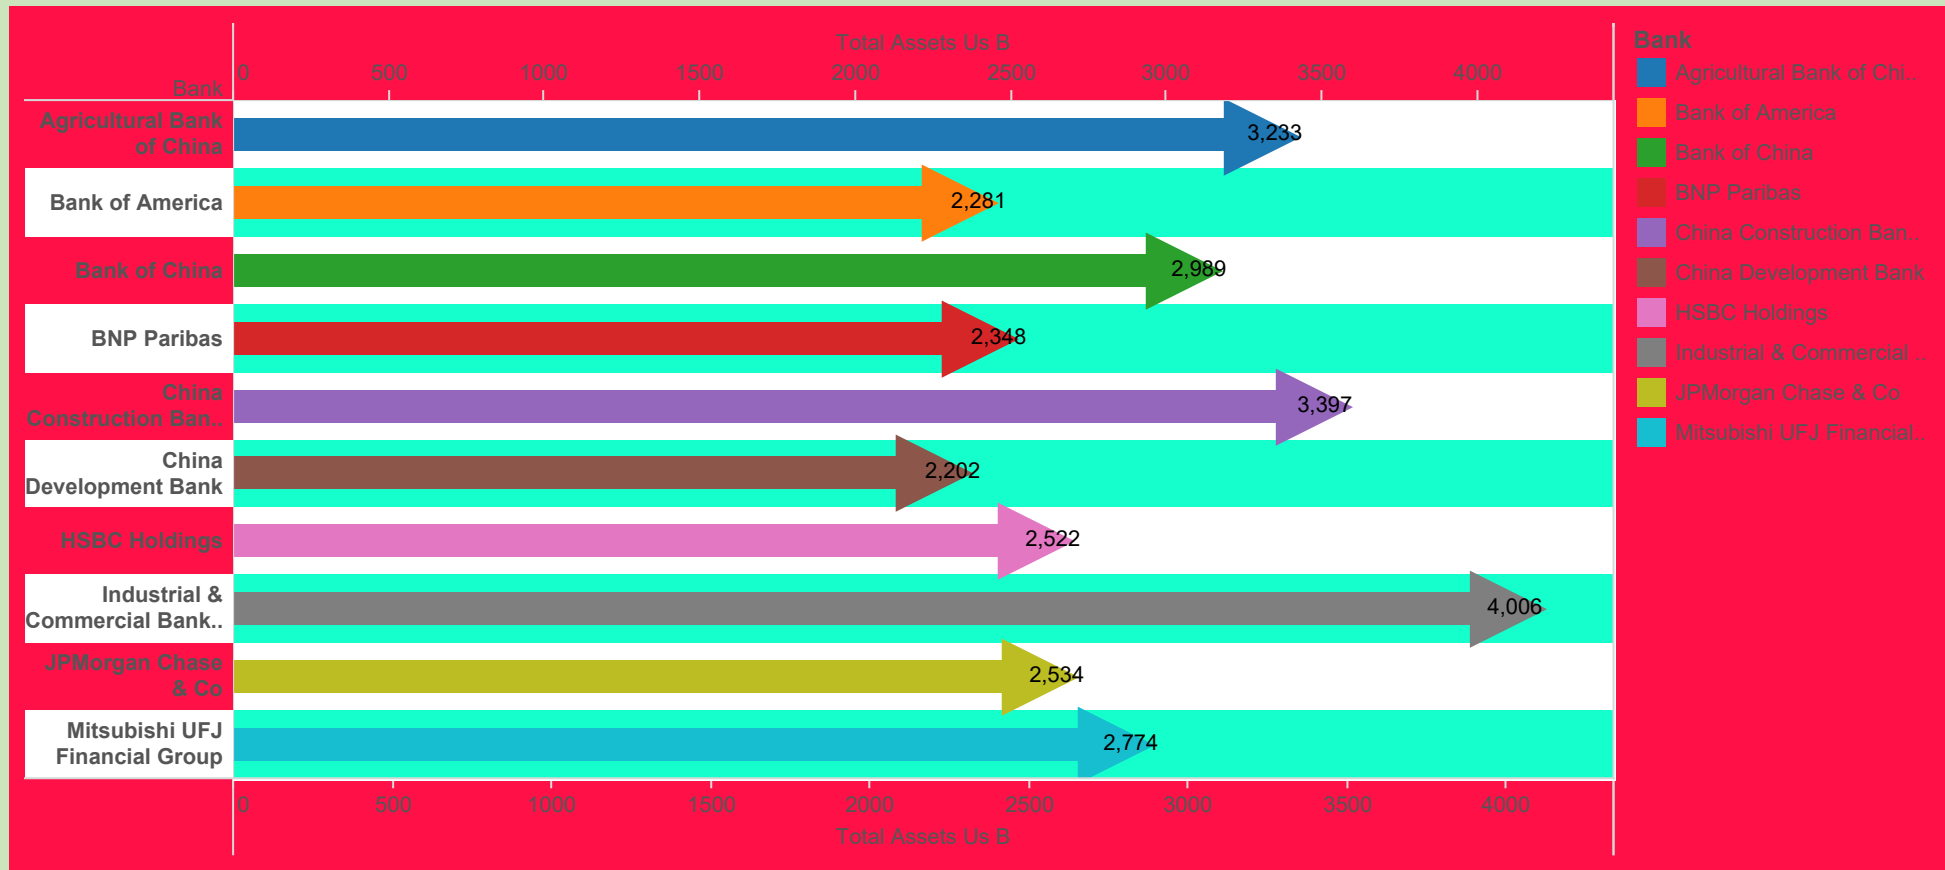 Total Assets Us B
0 500 1000 1500 2000 2500 3000 3500 4000
Bank
Agricultural Bank
of China
3,233
Bank of America
2,281
Bank of China
2,989
BNP Paribas
2,348
China
Construction Ban..
3,397
China
Development Bank
2,202
HSBC Holdings
2,522
Industrial &
Commercial Bank..
4,006
JPMorgan Chase
& Co
2,534
Mitsubishi UFJ
Financial Group
2,774
0 500 1000 1500 2000 2500 3000 3500 4000
Total Assets Us B
Bank
Agricultural Bank of Chi..
Bank of America
Bank of China
BNP Paribas
China Construction Ban..
China Development Bank
HSBC Holdings
Industrial & Commercial ..
JPMorgan Chase & Co
Mitsubishi UFJ Financial..